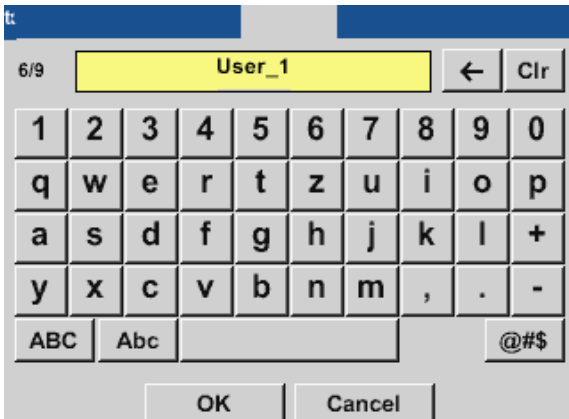 6/9 User_1 ← Clr
1 2 3 4 5 6 7 8 9 0
q w e r t z u i o p
a s d f g h j k l +
y x c v b n m , . -
ABC Abc @#$
OK Cancel